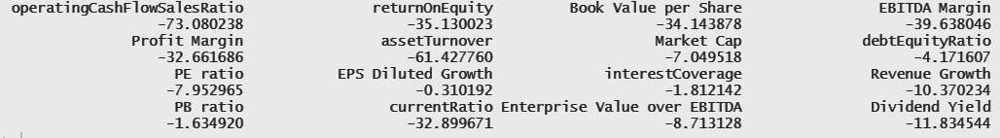 operatingCashFlowSalesRatio returnOnEquity Book Value per Share EBITDA Margin
-73.080238 -35.130023 -34.143878 -39.638046
Profit Margin assetTurnover Market Cap debtEquityRatio
-32.661686 -61.427760 -7.049518 -4.171607
PE ratio EPS Diluted Growth interestCoverage Revenue Growth
-7.952965 -0.310192 -1.812142 -10.370234
PB ratio currentRatio Enterprise Value over EBITDA Dividend Yield
-1.634920 -32.899671 -8.713128 -11.834544